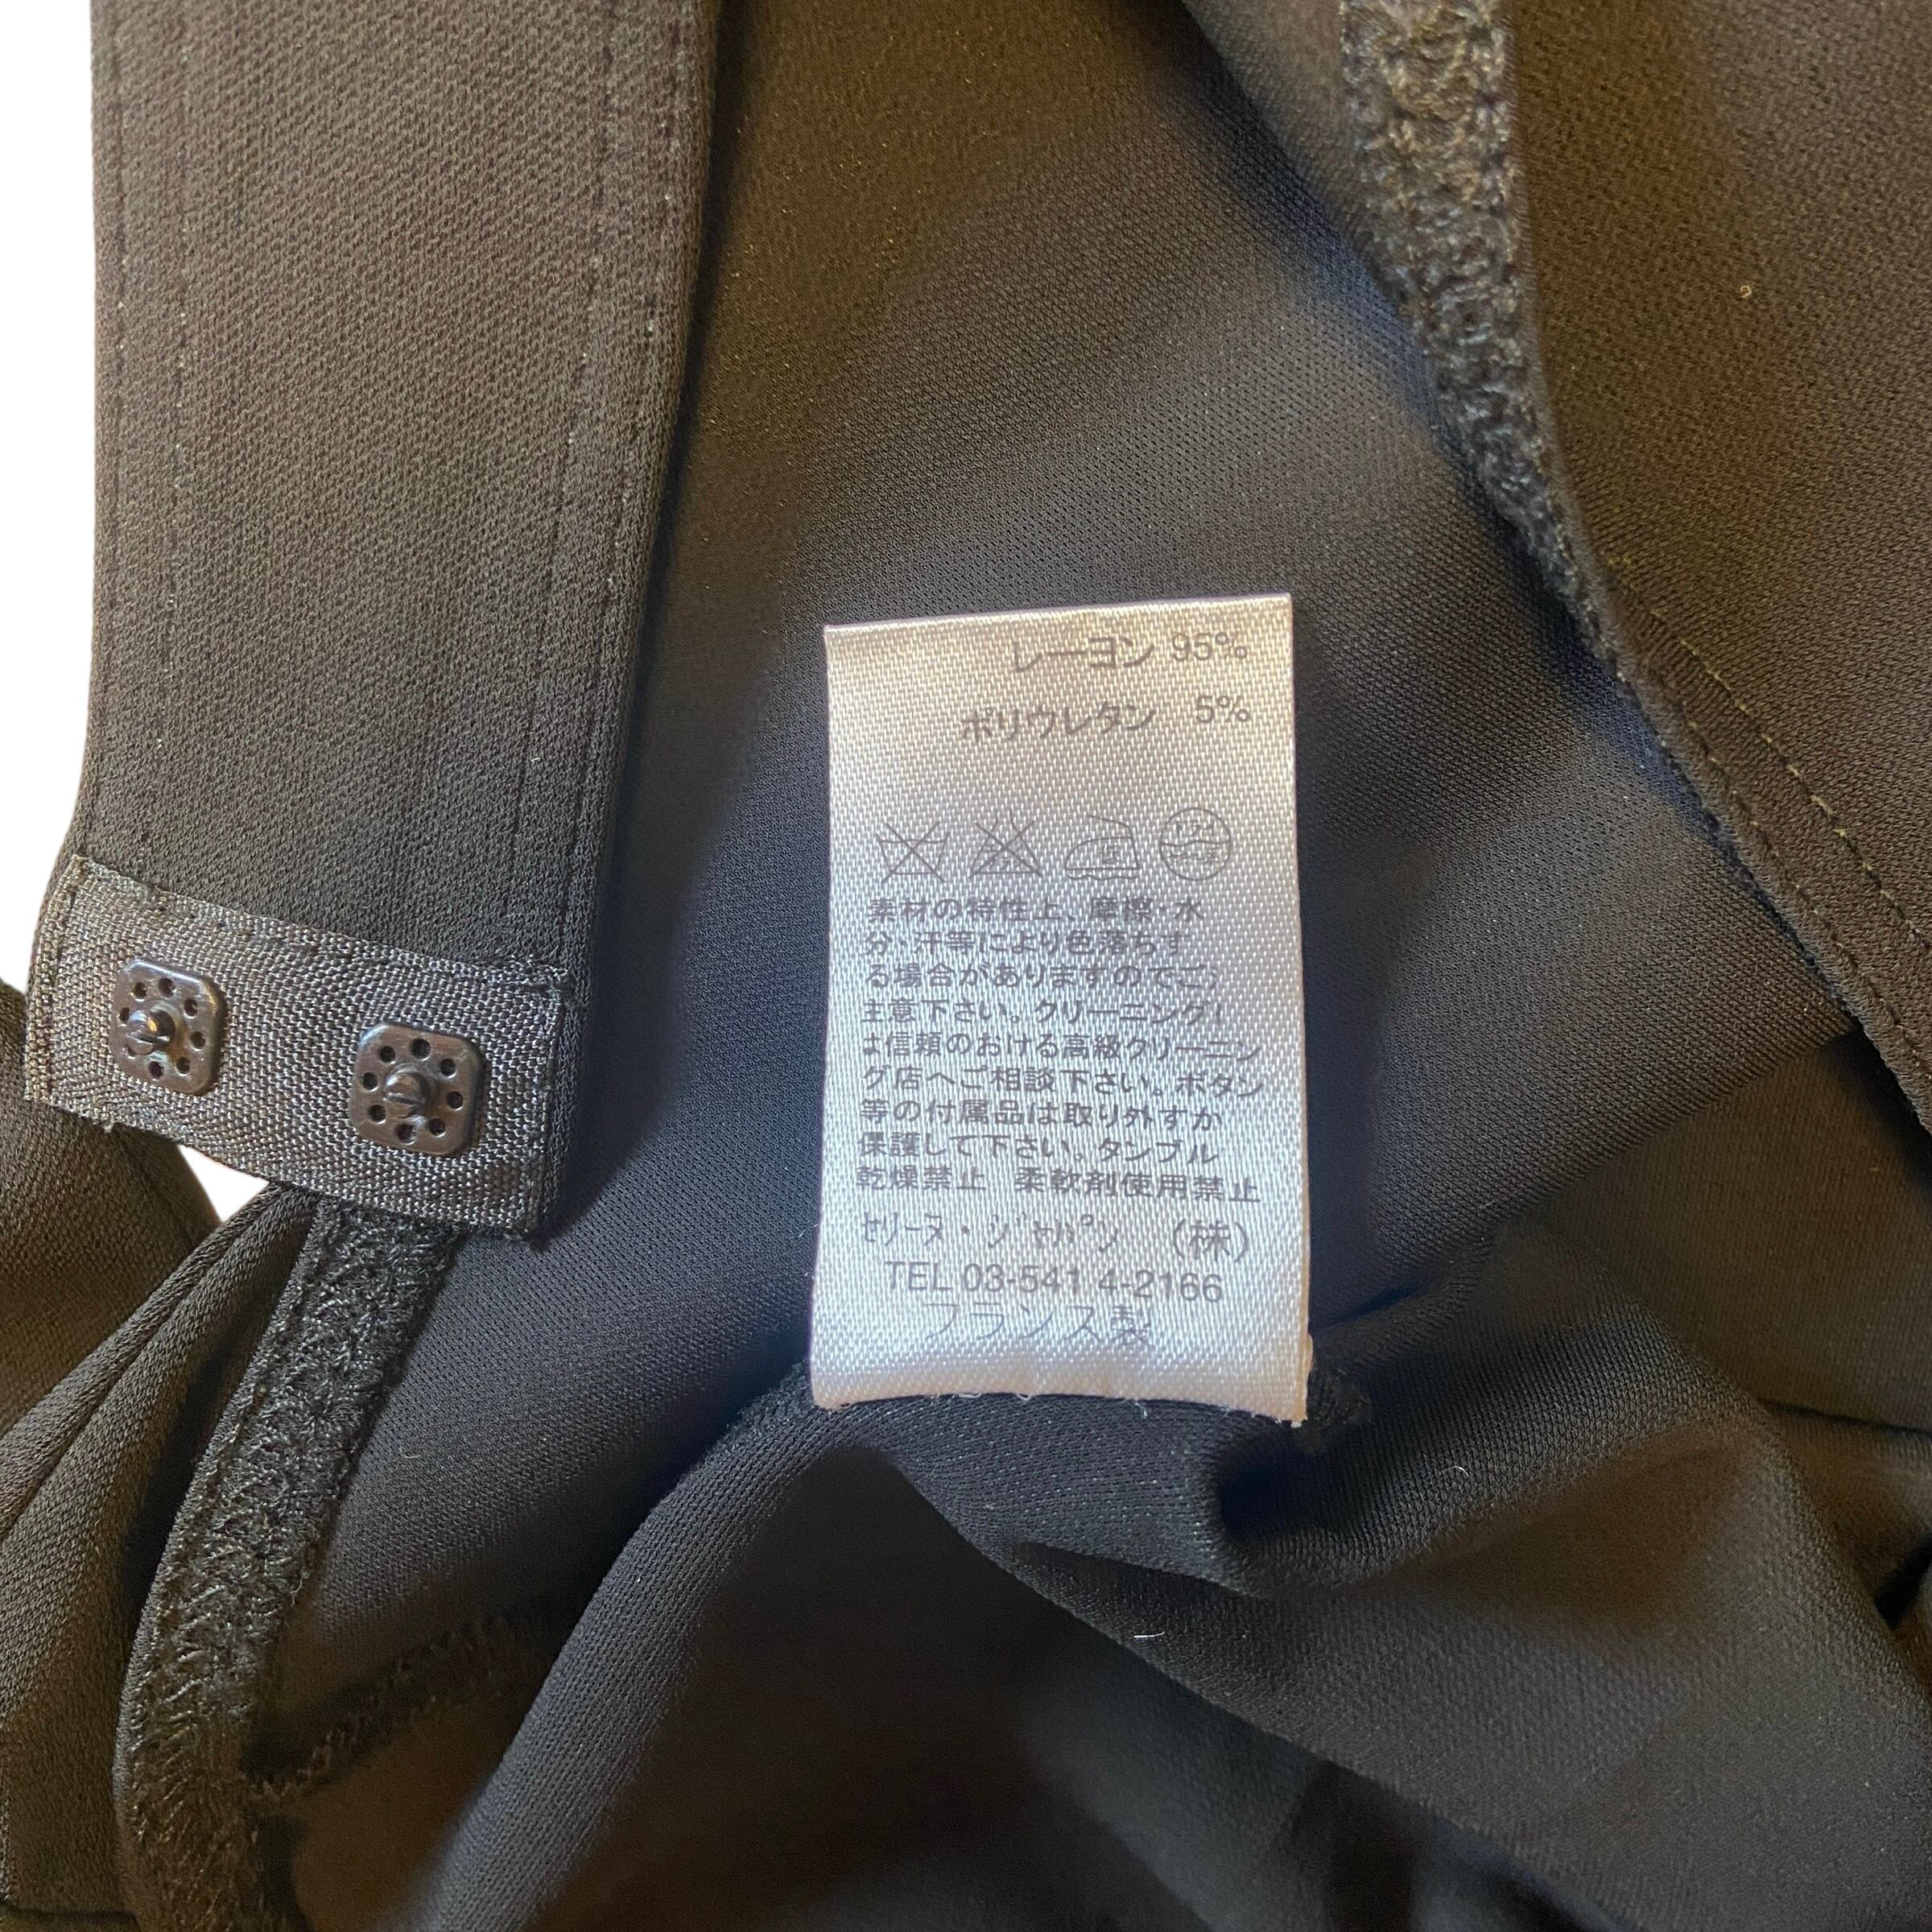 レーヨン 95%
ポリウレタン 5%
ドライ
素材の特性上、摩擦・水
分、汗等により色落ちす
る場合がありますのでご
注意下さい。クリーニング
は信頼のおける高級クリーニン
グ店へご相談下さい。ボタン
等の付属品は取り外すか
保護して下さい。タンブル
乾燥禁止 柔軟剤使用禁止
ｾﾘｰﾇ・ｼﾞｬﾊﾟﾝ (株)
TEL 03-5414-2166
フランス製